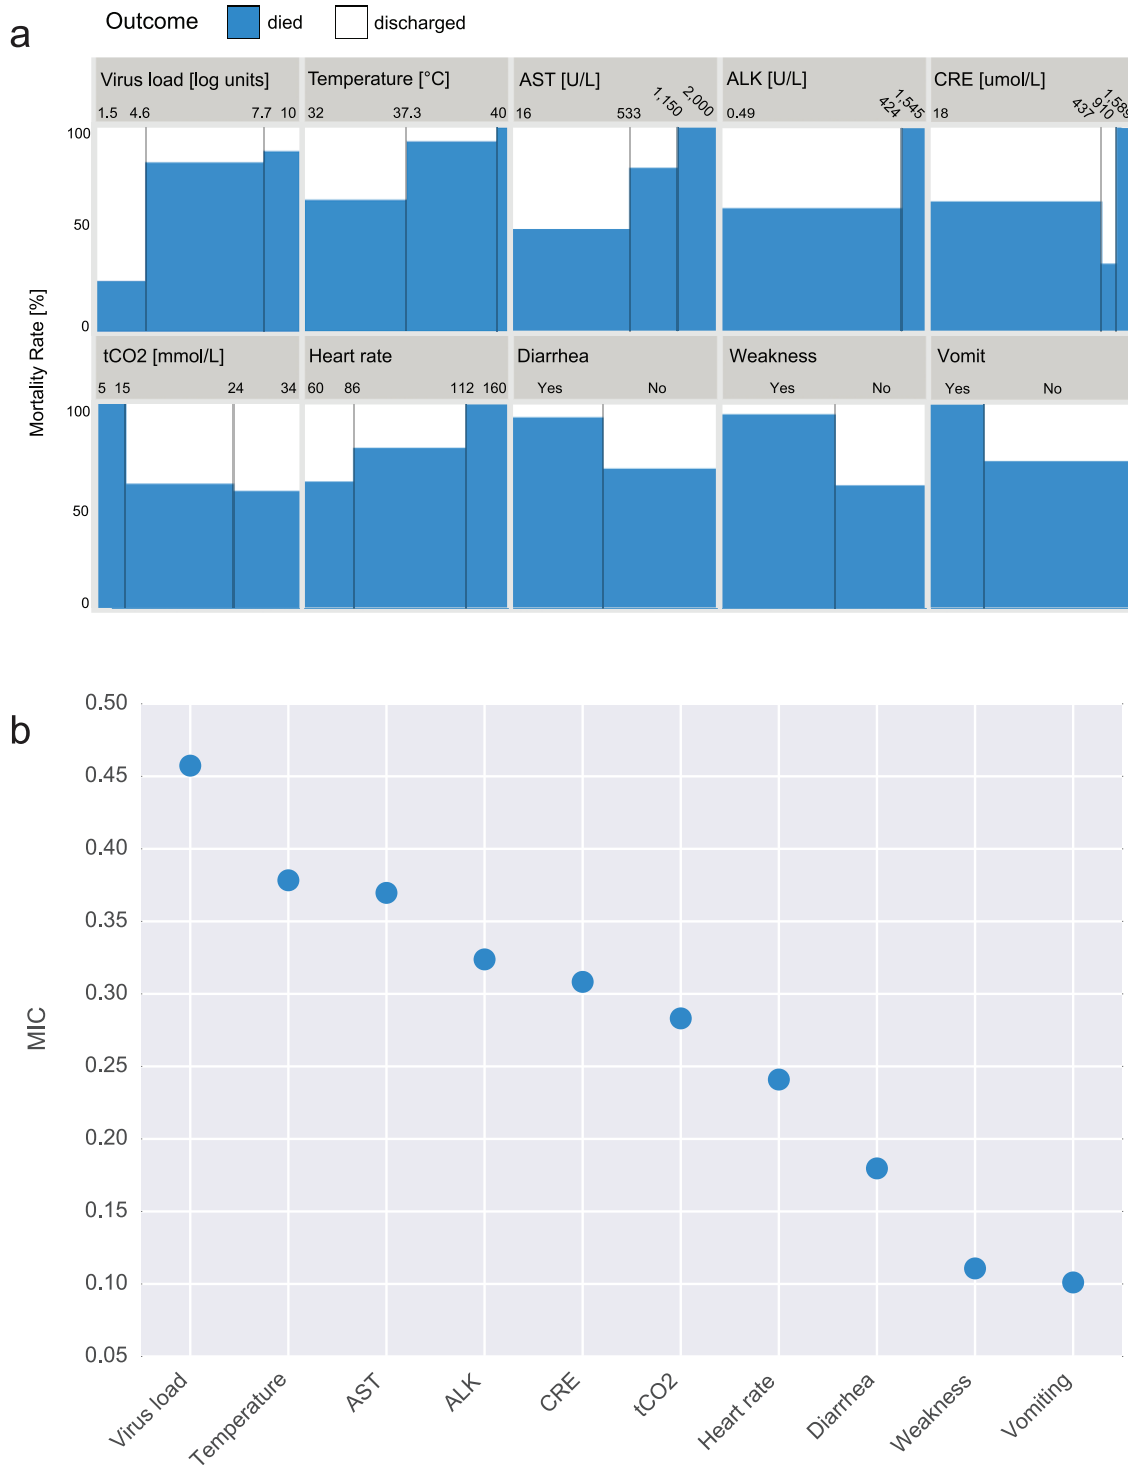 a
Outcome died discharged
Virus load [log units] Temperature [°C] AST [U/L] ALK [U/L] CRE [umol/L]
1.5 4.6 7.7 10 32 37.3 40 16 533 1,150 2,000 0.49 424 1,545 18 437 910 1,589
100
50
0
Mortality Rate [%]
tCO2 [mmol/L] Heart rate Diarrhea Weakness Vomit
5 15 24 34 60 86 112 160 Yes No Yes No Yes No
100
50
0
b
0.50
0.45
0.40
0.35
0.30
0.25
0.20
0.15
0.10
0.05
MIC
Virus load Temperature AST ALK CRE tCO2 Heart rate Diarrhea Weakness Vomiting